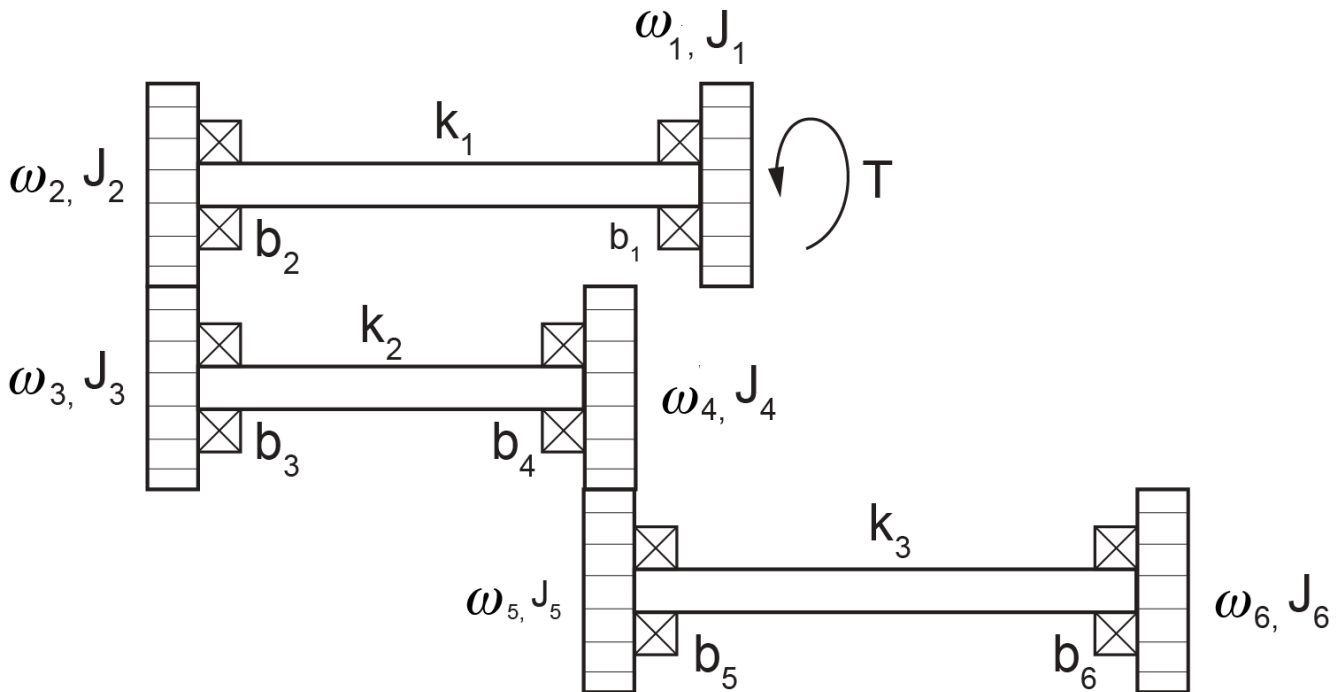 ω₁, J₁
k₁
ω₂, J₂
T
b₂
b₁
k₂
ω₃, J₃
ω₄, J₄
b₃
b₄
k₃
ω₅, J₅
ω₆, J₆
b₅
b₆